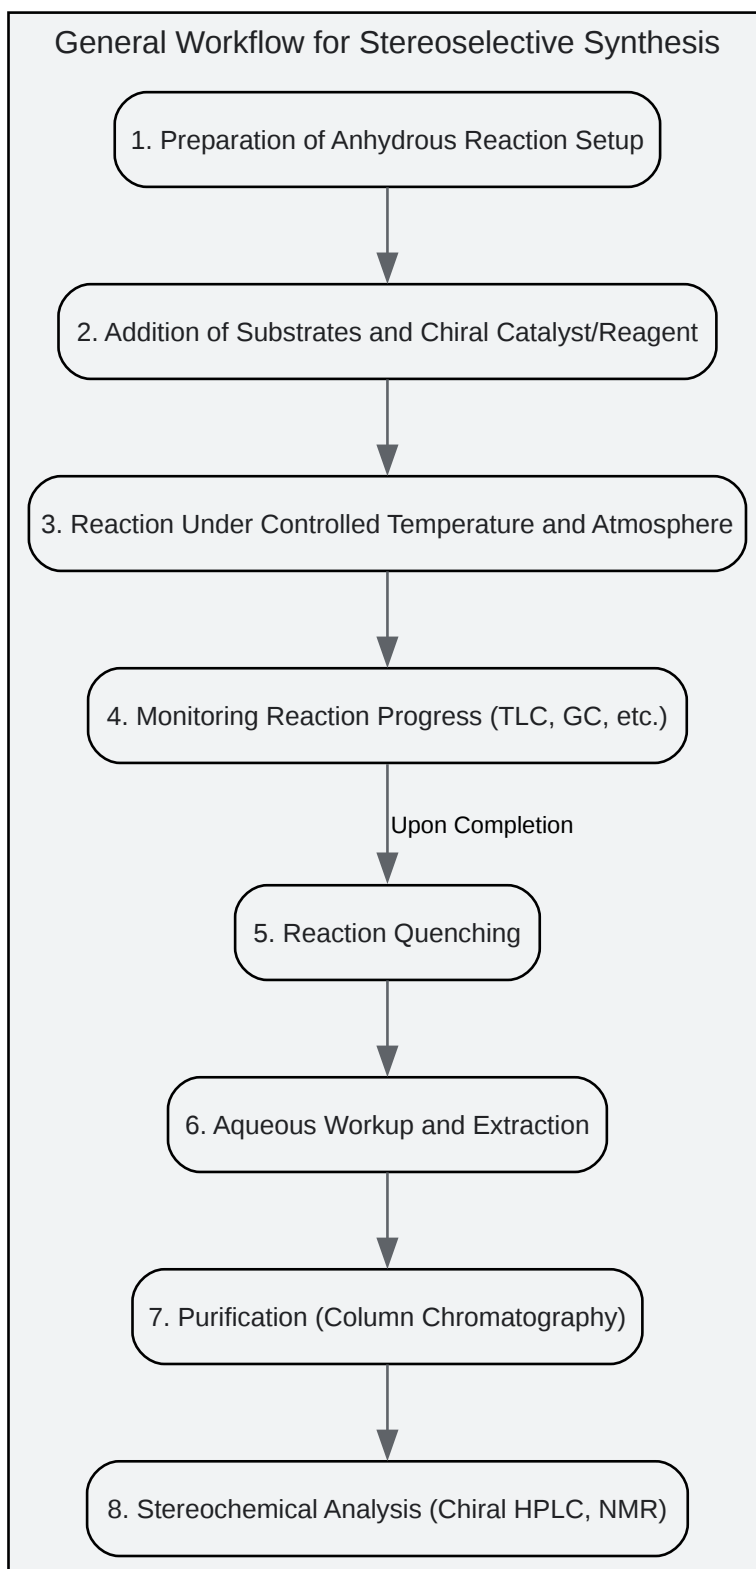 General Workflow for Stereoselective Synthesis
1. Preparation of Anhydrous Reaction Setup
2. Addition of Substrates and Chiral Catalyst/Reagent
3. Reaction Under Controlled Temperature and Atmosphere
4. Monitoring Reaction Progress (TLC, GC, etc.)
Upon Completion
5. Reaction Quenching
6. Aqueous Workup and Extraction
7. Purification (Column Chromatography)
8. Stereochemical Analysis (Chiral HPLC, NMR)